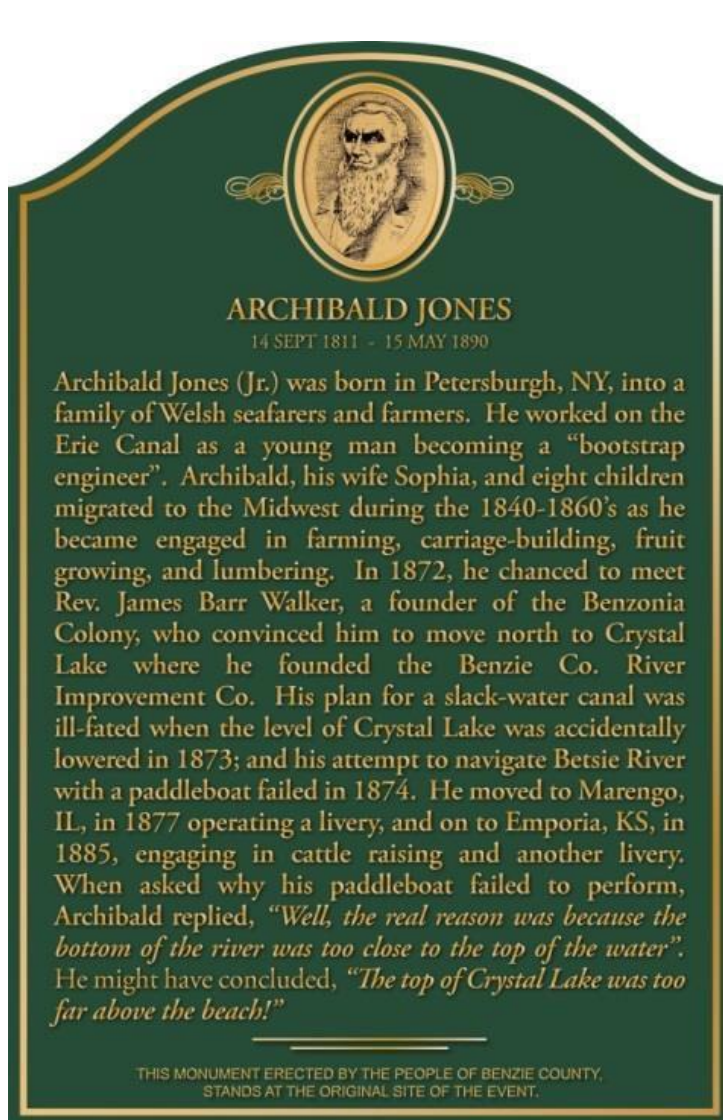 ARCHIBALD JONES
14 SEPT 1811 - 15 MAY 1890
Archibald Jones (Jr.) was born in Petersburgh, NY, into a
family of Welsh seafarers and farmers. He worked on the
Erie Canal as a young man becoming a “bootstrap
engineer”. Archibald, his wife Sophia, and eight children
migrated to the Midwest during the 1840-1860’s as he
became engaged in farming, carriage-building, fruit
growing, and lumbering. In 1872, he chanced to meet
Rev. James Barr Walker, a founder of the Benzonia
Colony, who convinced him to move north to Crystal
Lake where he founded the Benzie Co. River
Improvement Co. His plan for a slack-water canal was
ill-fated when the level of Crystal Lake was accidentally
lowered in 1873; and his attempt to navigate Betsie River
with a paddleboat failed in 1874. He moved to Marengo,
IL, in 1877 operating a livery, and on to Emporia, KS, in
1885, engaging in cattle raising and another livery.
When asked why his paddleboat failed to perform,
Archibald replied, “Well, the real reason was because the
bottom of the river was too close to the top of the water”.
He might have concluded, “The top of Crystal Lake was too
far above the beach!”
THIS MONUMENT ERECTED BY THE PEOPLE OF BENZIE COUNTY,
STANDS AT THE ORIGINAL SITE OF THE EVENT.